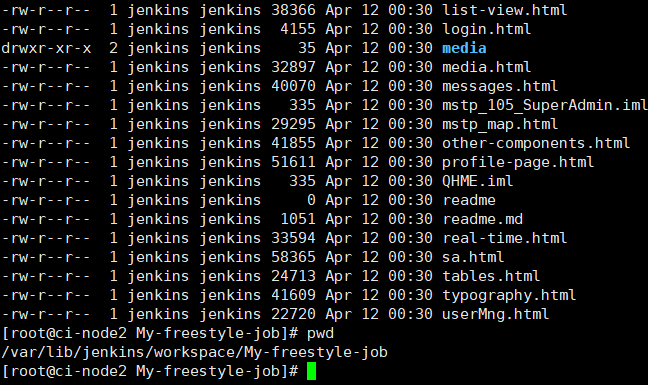 -rw-r--r--  1 jenkins jenkins 38366 Apr 12 00:30 list-view.html
-rw-r--r--  1 jenkins jenkins  4155 Apr 12 00:30 login.html
drwxr-xr-x  2 jenkins jenkins    35 Apr 12 00:30 media
-rw-r--r--  1 jenkins jenkins 32897 Apr 12 00:30 media.html
-rw-r--r--  1 jenkins jenkins 40070 Apr 12 00:30 messages.html
-rw-r--r--  1 jenkins jenkins   335 Apr 12 00:30 mstp_105_SuperAdmin.iml
-rw-r--r--  1 jenkins jenkins 29295 Apr 12 00:30 mstp_map.html
-rw-r--r--  1 jenkins jenkins 41855 Apr 12 00:30 other-components.html
-rw-r--r--  1 jenkins jenkins 51611 Apr 12 00:30 profile-page.html
-rw-r--r--  1 jenkins jenkins   335 Apr 12 00:30 QHME.iml
-rw-r--r--  1 jenkins jenkins     0 Apr 12 00:30 readme
-rw-r--r--  1 jenkins jenkins  1051 Apr 12 00:30 readme.md
-rw-r--r--  1 jenkins jenkins 33594 Apr 12 00:30 real-time.html
-rw-r--r--  1 jenkins jenkins 58365 Apr 12 00:30 sa.html
-rw-r--r--  1 jenkins jenkins 24713 Apr 12 00:30 tables.html
-rw-r--r--  1 jenkins jenkins 41609 Apr 12 00:30 typography.html
-rw-r--r--  1 jenkins jenkins 22720 Apr 12 00:30 userMng.html
[root@ci-node2 My-freestyle-job]# pwd
/var/lib/jenkins/workspace/My-freestyle-job
[root@ci-node2 My-freestyle-job]#